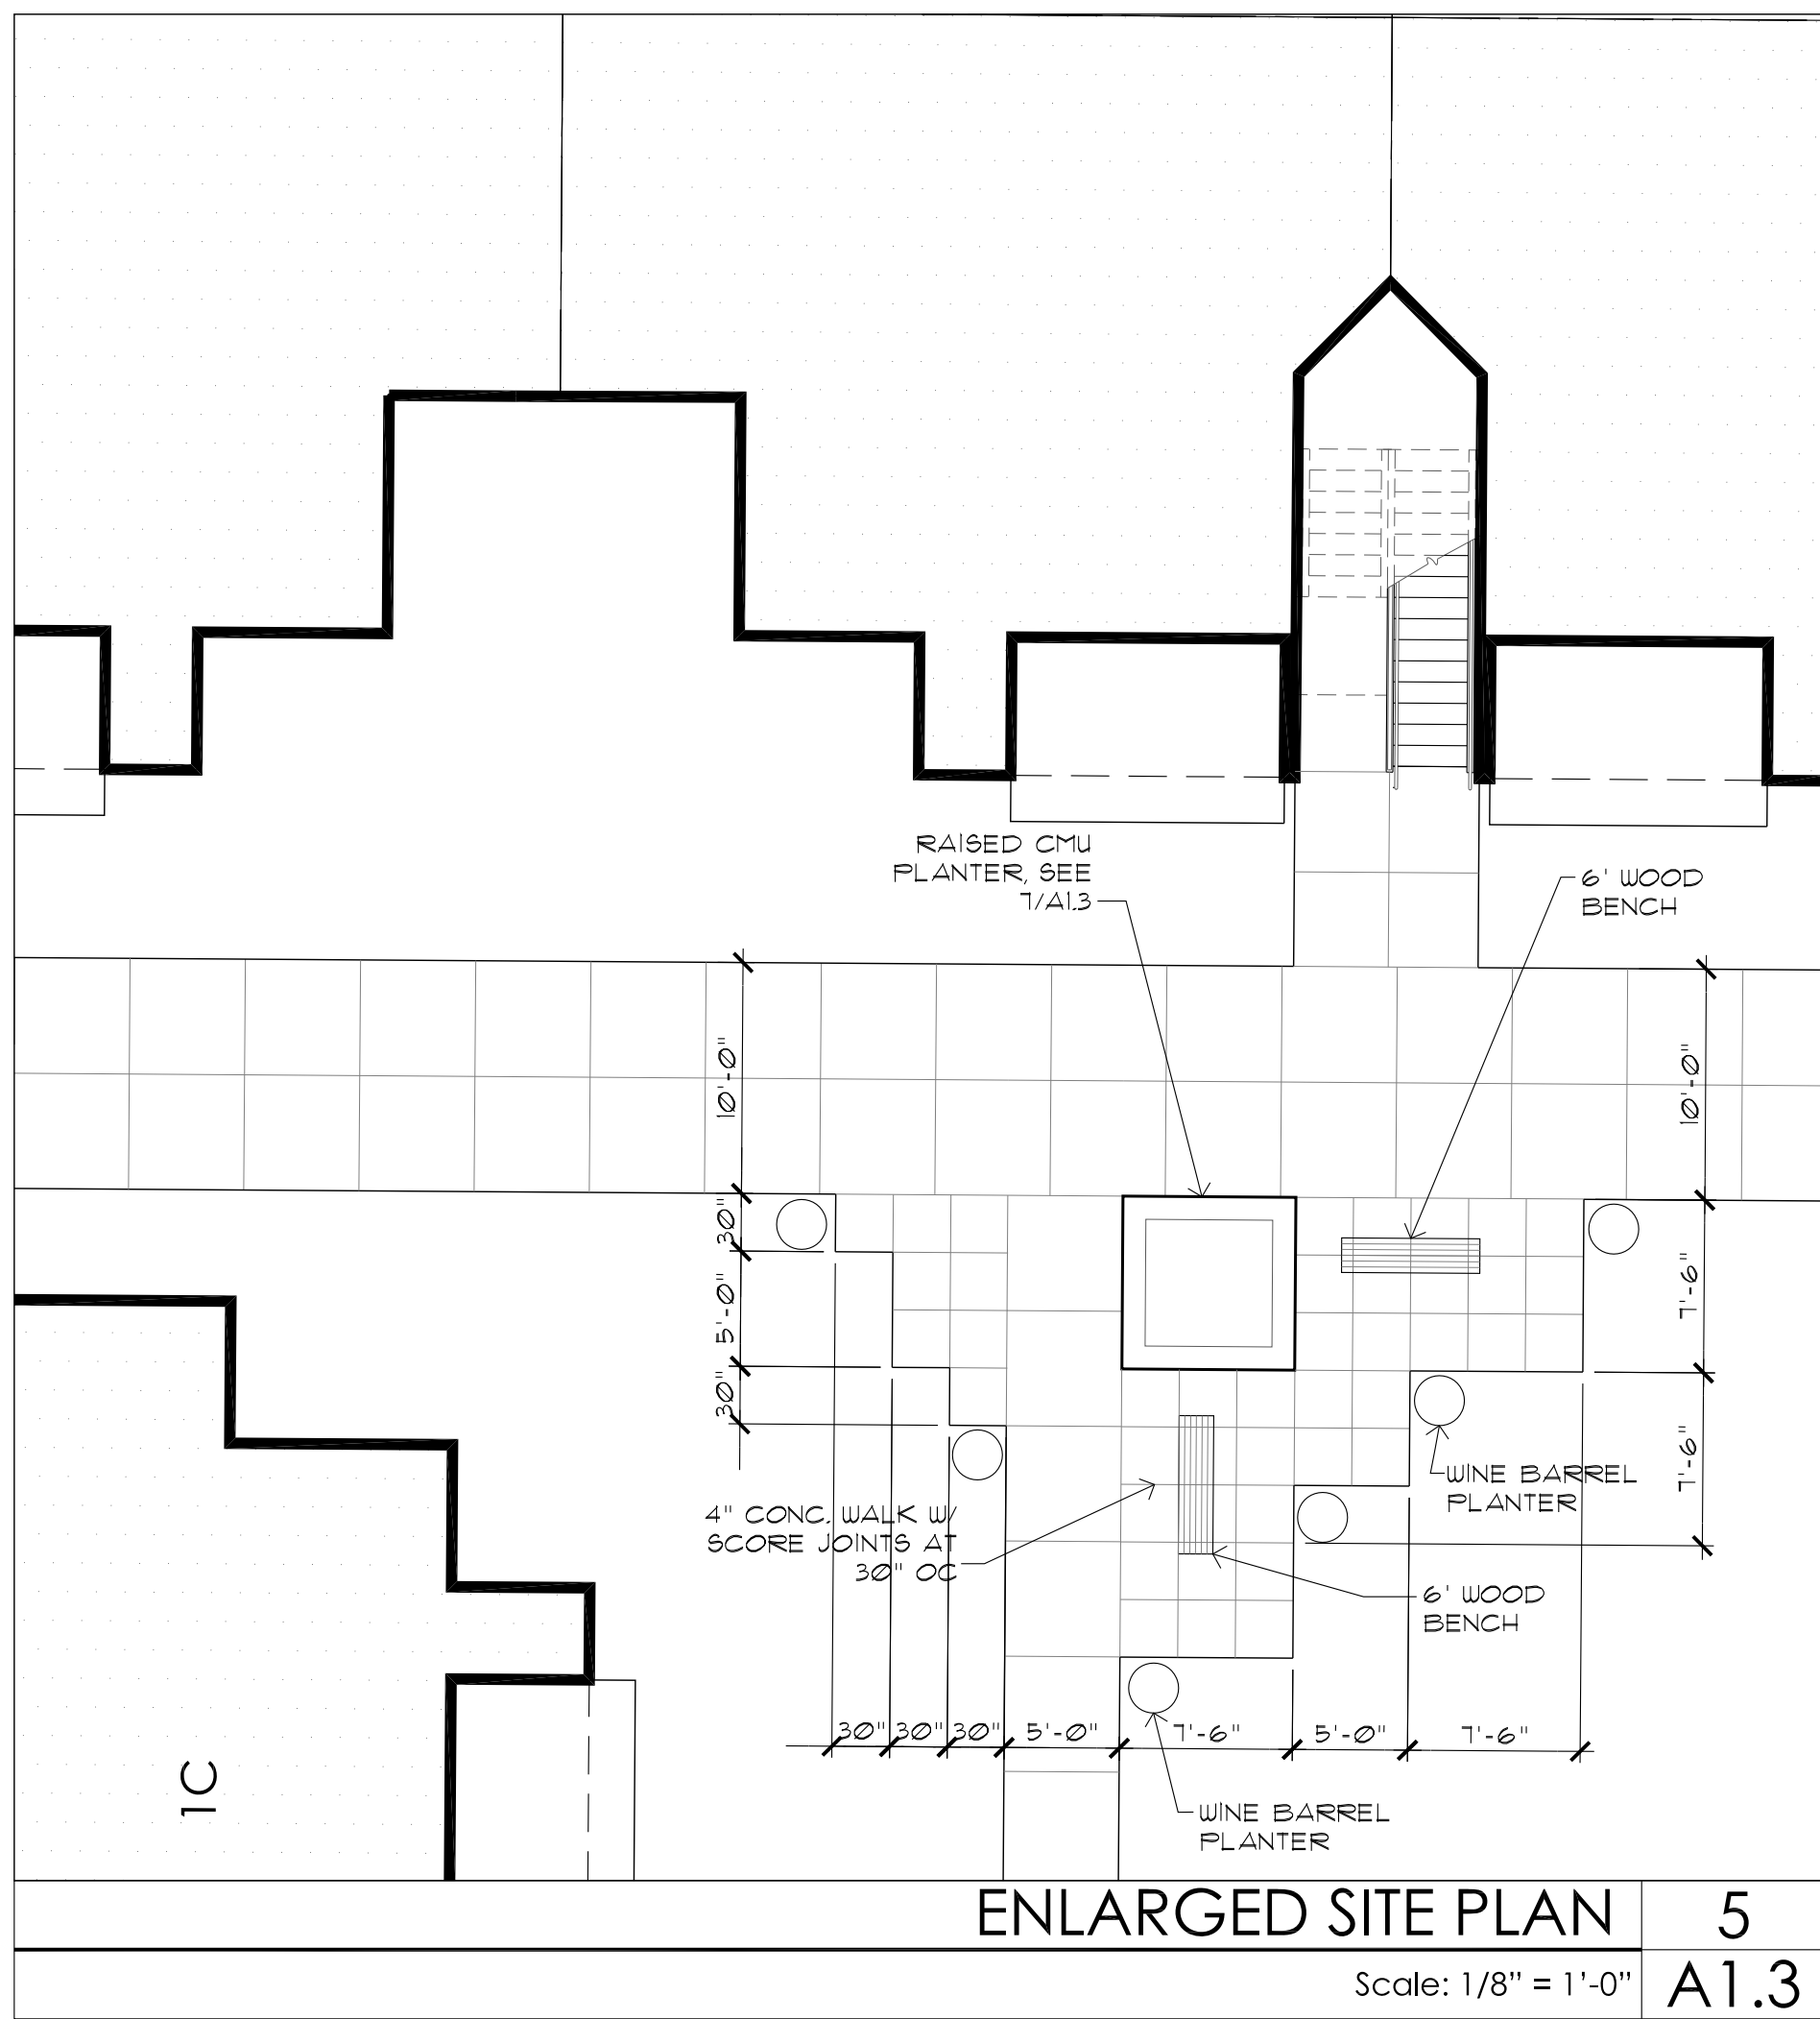 RAISED CMU
PLANTER, SEE
7/A1.3
6' WOOD
BENCH
10'-0"
10'-0"
30"
5'-0"
30"
7'-6"
7'-6"
WINE BARREL
PLANTER
4" CONC. WALK W/
SCORE JOINTS AT
30" OC
6' WOOD
BENCH
30" 30" 30" 5'-0" 7'-6" 5'-0" 7'-6"
1C
WINE BARREL
PLANTER
ENLARGED SITE PLAN 5
Scale: 1/8” = 1’-0” A1.3